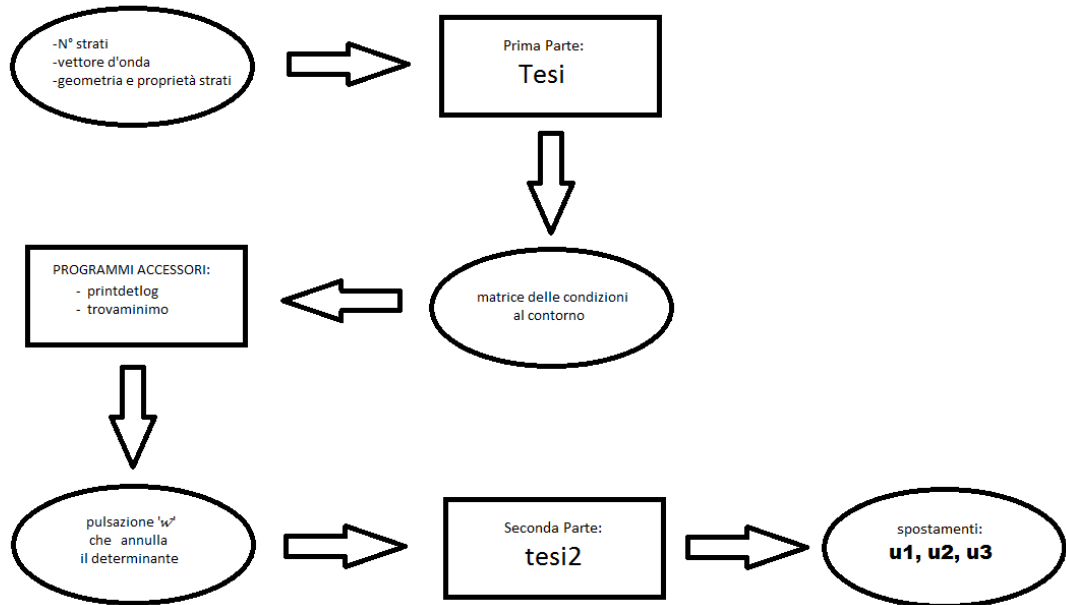 -N° strati
-vettore d'onda
-geometria e proprietà strati
Prima Parte:
Tesi
matrice delle condizioni
al contorno
PROGRAMMI ACCESSORI:
- printdetlog
- trovaminimo
pulsazione 'w'
che annulla
il determinante
Seconda Parte:
tesi2
spostamenti:
u1, u2, u3